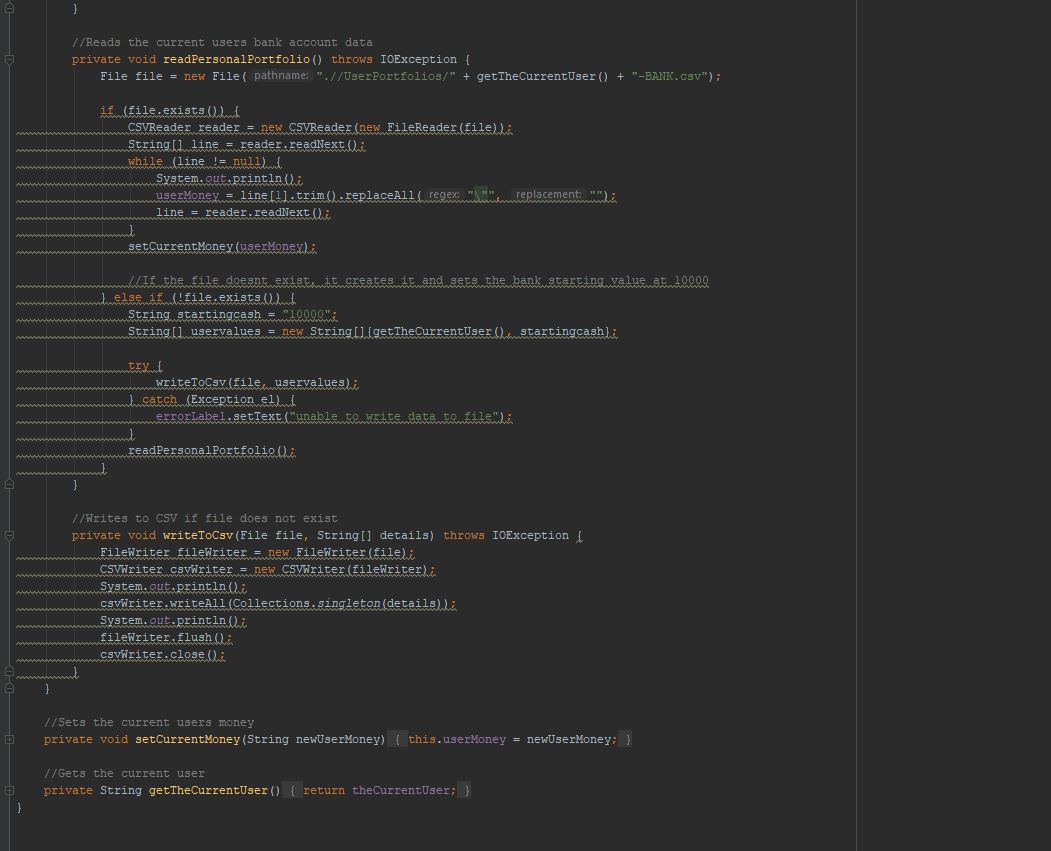 }
//Reads the current users bank account data
private void readPersonalPortfolio() throws IOException {
File file = new File( pathname: ".//UserPortfolios/" + getTheCurrentUser() + "-BANK.csv");
if (file.exists()) {
CSVReader reader = new CSVReader(new FileReader(file));
String[] line = reader.readNext();
while (line != null) {
System.out.println();
userMoney = line[1].trim().replaceAll( regex: "\"", replacement: "");
line = reader.readNext();
}
setCurrentMoney(userMoney);
//If the file doesnt exist, it creates it and sets the bank starting value at 10000
} else if (!file.exists()) {
String startingcash = "10000";
String[] uservalues = new String[]{getTheCurrentUser(), startingcash};
try {
writeToCsv(file, uservalues);
} catch (Exception el) {
errorLabel.setText("unable to write data to file");
}
readPersonalPortfolio();
}
}
//Writes to CSV if file does not exist
private void writeToCsv(File file, String[] details) throws IOException {
FileWriter fileWriter = new FileWriter(file);
CSVWriter csvWriter = new CSVWriter(fileWriter);
System.out.println();
csvWriter.writeAll(Collections.singleton(details));
System.out.println();
fileWriter.flush();
csvWriter.close();
}
}
//Sets the current users money
private void setCurrentMoney(String newUserMoney) { this.userMoney = newUserMoney; }
//Gets the current user
private String getTheCurrentUser() { return theCurrentUser; }
}